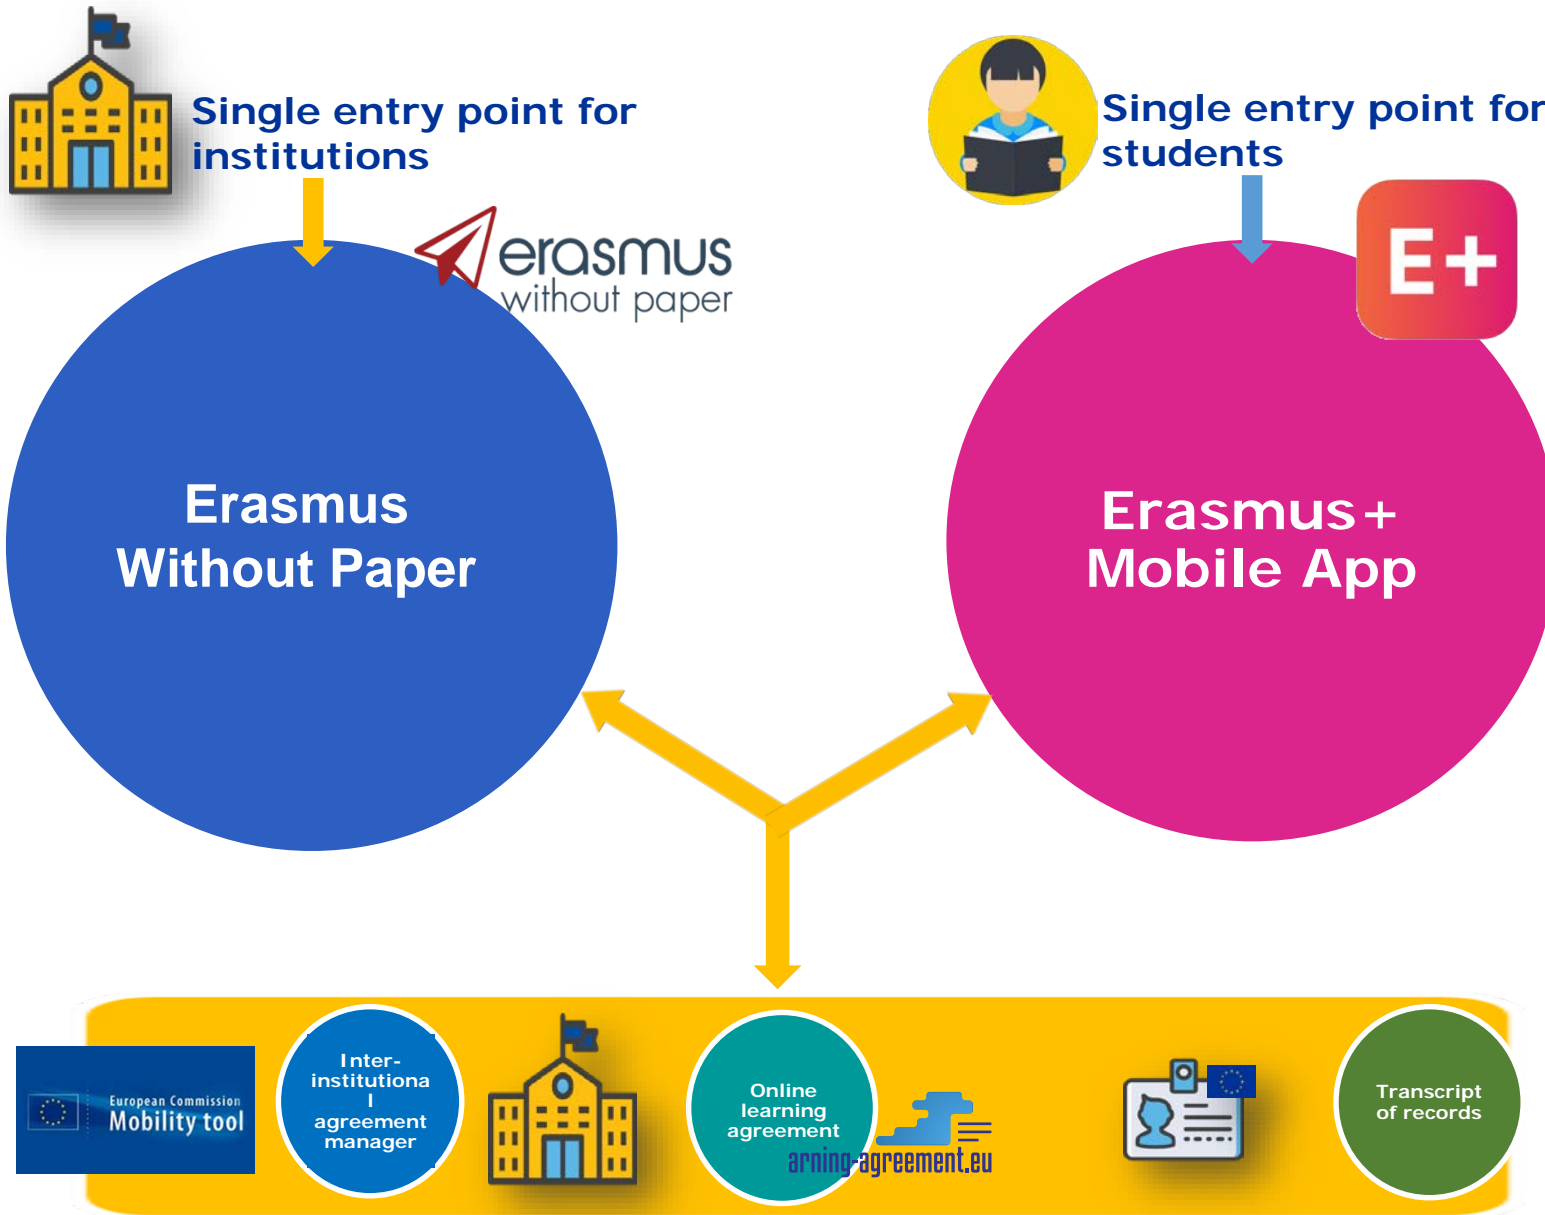 Single entry point for
institutions
Single entry point for
students
erasmus
without paper
E+
Erasmus
Without Paper
Erasmus+
Mobile App
European Commission
Mobility tool
Inter-
institutiona
l
agreement
manager
Online
learning
agreement
arning-agreement.eu
Transcript
of records